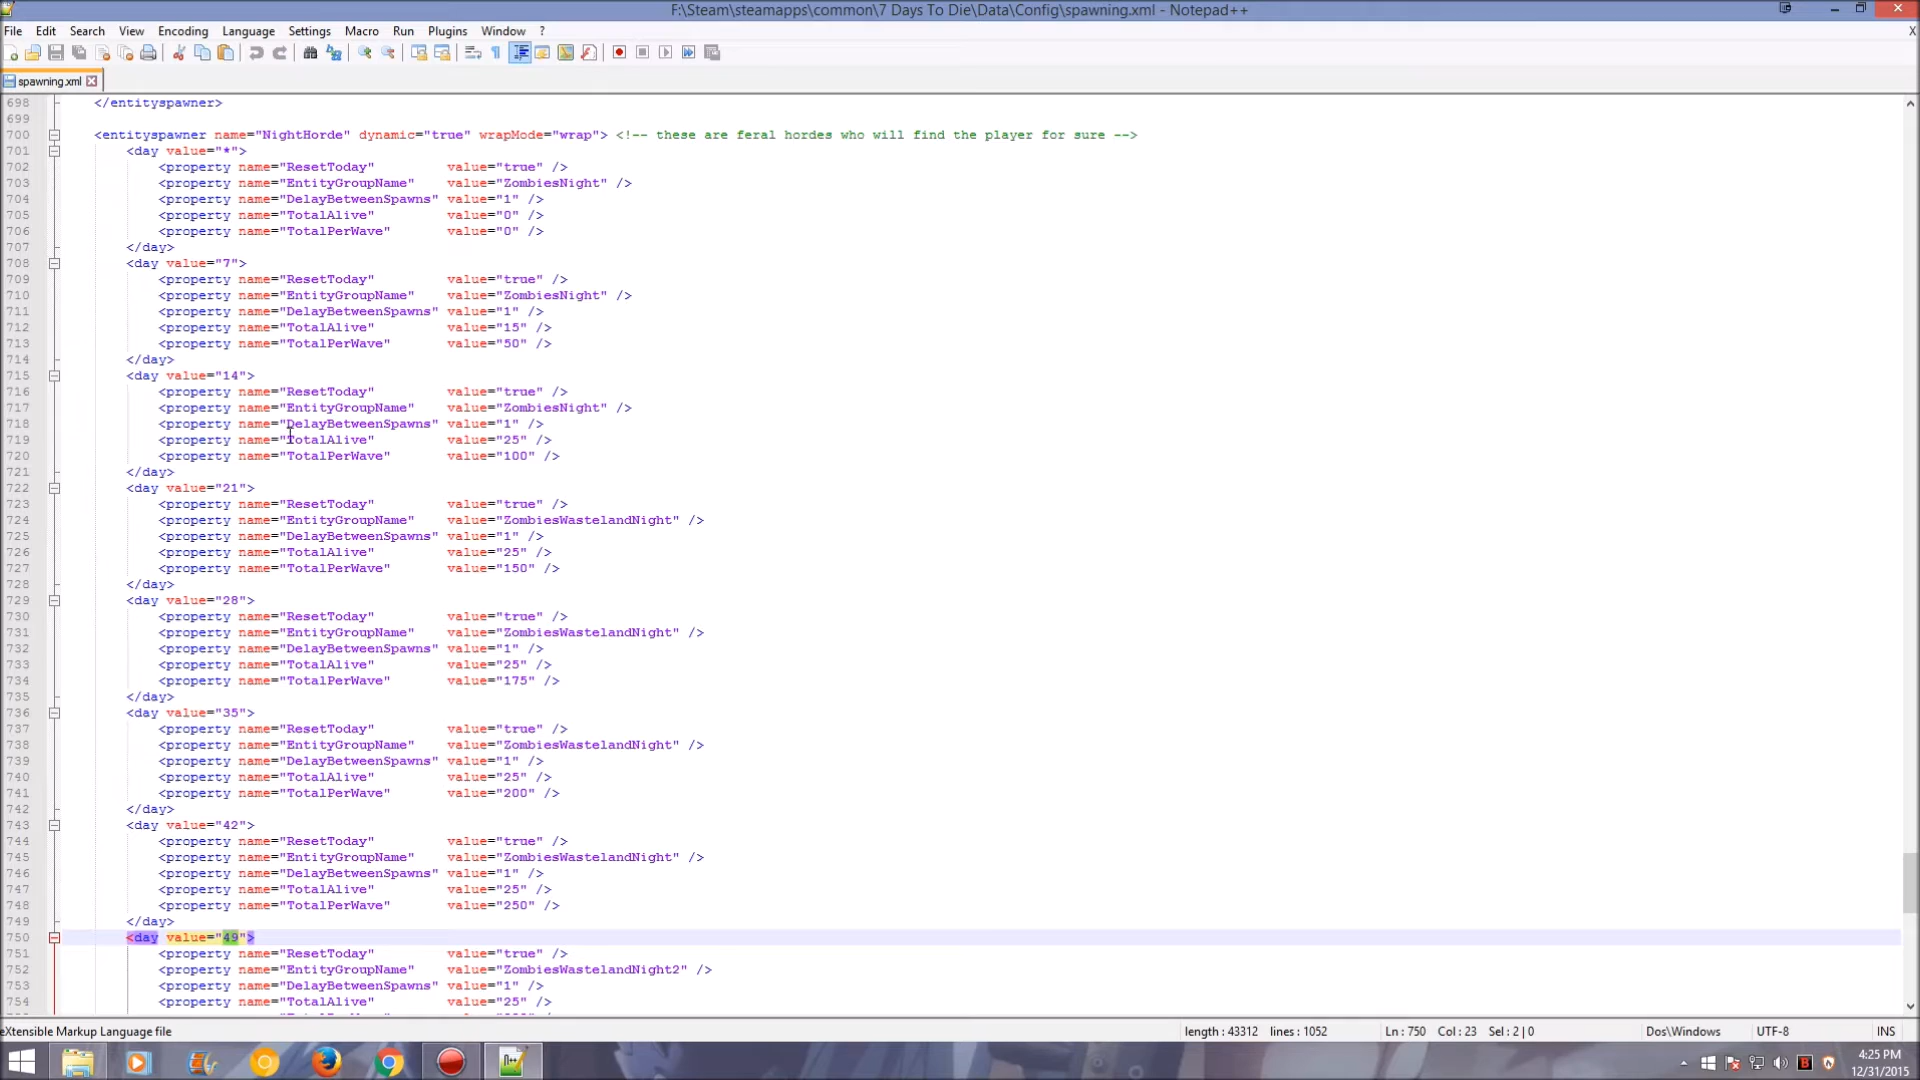 F:\Steam\steamapps\common\7 Days To Die\Data\Config\spawning.xml - Notepad++
File Edit Search View Encoding Language Settings Macro Run Plugins Window ? X
spawning.xml
698 </entityspawner>
699
700 <entityspawner name="NightHorde" dynamic="true" wrapMode="wrap"> <!-- these are feral hordes who will find the player for sure -->
701 <day value="*">
702 <property name="ResetToday" value="true" />
703 <property name="EntityGroupName" value="ZombiesNight" />
704 <property name="DelayBetweenSpawns" value="1" />
705 <property name="TotalAlive" value="0" />
706 <property name="TotalPerWave" value="0" />
707 </day>
708 <day value="7">
709 <property name="ResetToday" value="true" />
710 <property name="EntityGroupName" value="ZombiesNight" />
711 <property name="DelayBetweenSpawns" value="1" />
712 <property name="TotalAlive" value="15" />
713 <property name="TotalPerWave" value="50" />
714 </day>
715 <day value="14">
716 <property name="ResetToday" value="true" />
717 <property name="EntityGroupName" value="ZombiesNight" />
718 <property name="DelayBetweenSpawns" value="1" />
719 <property name="TotalAlive" value="25" />
720 <property name="TotalPerWave" value="100" />
721 </day>
722 <day value="21">
723 <property name="ResetToday" value="true" />
724 <property name="EntityGroupName" value="ZombiesWastelandNight" />
725 <property name="DelayBetweenSpawns" value="1" />
726 <property name="TotalAlive" value="25" />
727 <property name="TotalPerWave" value="150" />
728 </day>
729 <day value="28">
730 <property name="ResetToday" value="true" />
731 <property name="EntityGroupName" value="ZombiesWastelandNight" />
732 <property name="DelayBetweenSpawns" value="1" />
733 <property name="TotalAlive" value="25" />
734 <property name="TotalPerWave" value="175" />
735 </day>
736 <day value="35">
737 <property name="ResetToday" value="true" />
738 <property name="EntityGroupName" value="ZombiesWastelandNight" />
739 <property name="DelayBetweenSpawns" value="1" />
740 <property name="TotalAlive" value="25" />
741 <property name="TotalPerWave" value="200" />
742 </day>
743 <day value="42">
744 <property name="ResetToday" value="true" />
745 <property name="EntityGroupName" value="ZombiesWastelandNight" />
746 <property name="DelayBetweenSpawns" value="1" />
747 <property name="TotalAlive" value="25" />
748 <property name="TotalPerWave" value="250" />
749 </day>
750 <day value="49">
751 <property name="ResetToday" value="true" />
752 <property name="EntityGroupName" value="ZombiesWastelandNight2" />
753 <property name="DelayBetweenSpawns" value="1" />
754 <property name="TotalAlive" value="25" />
eXtensible Markup Language file length : 43312 lines : 1052 Ln : 750 Col : 23 Sel : 2 | 0 Dos\Windows UTF-8 INS
4:25 PM
12/31/2015